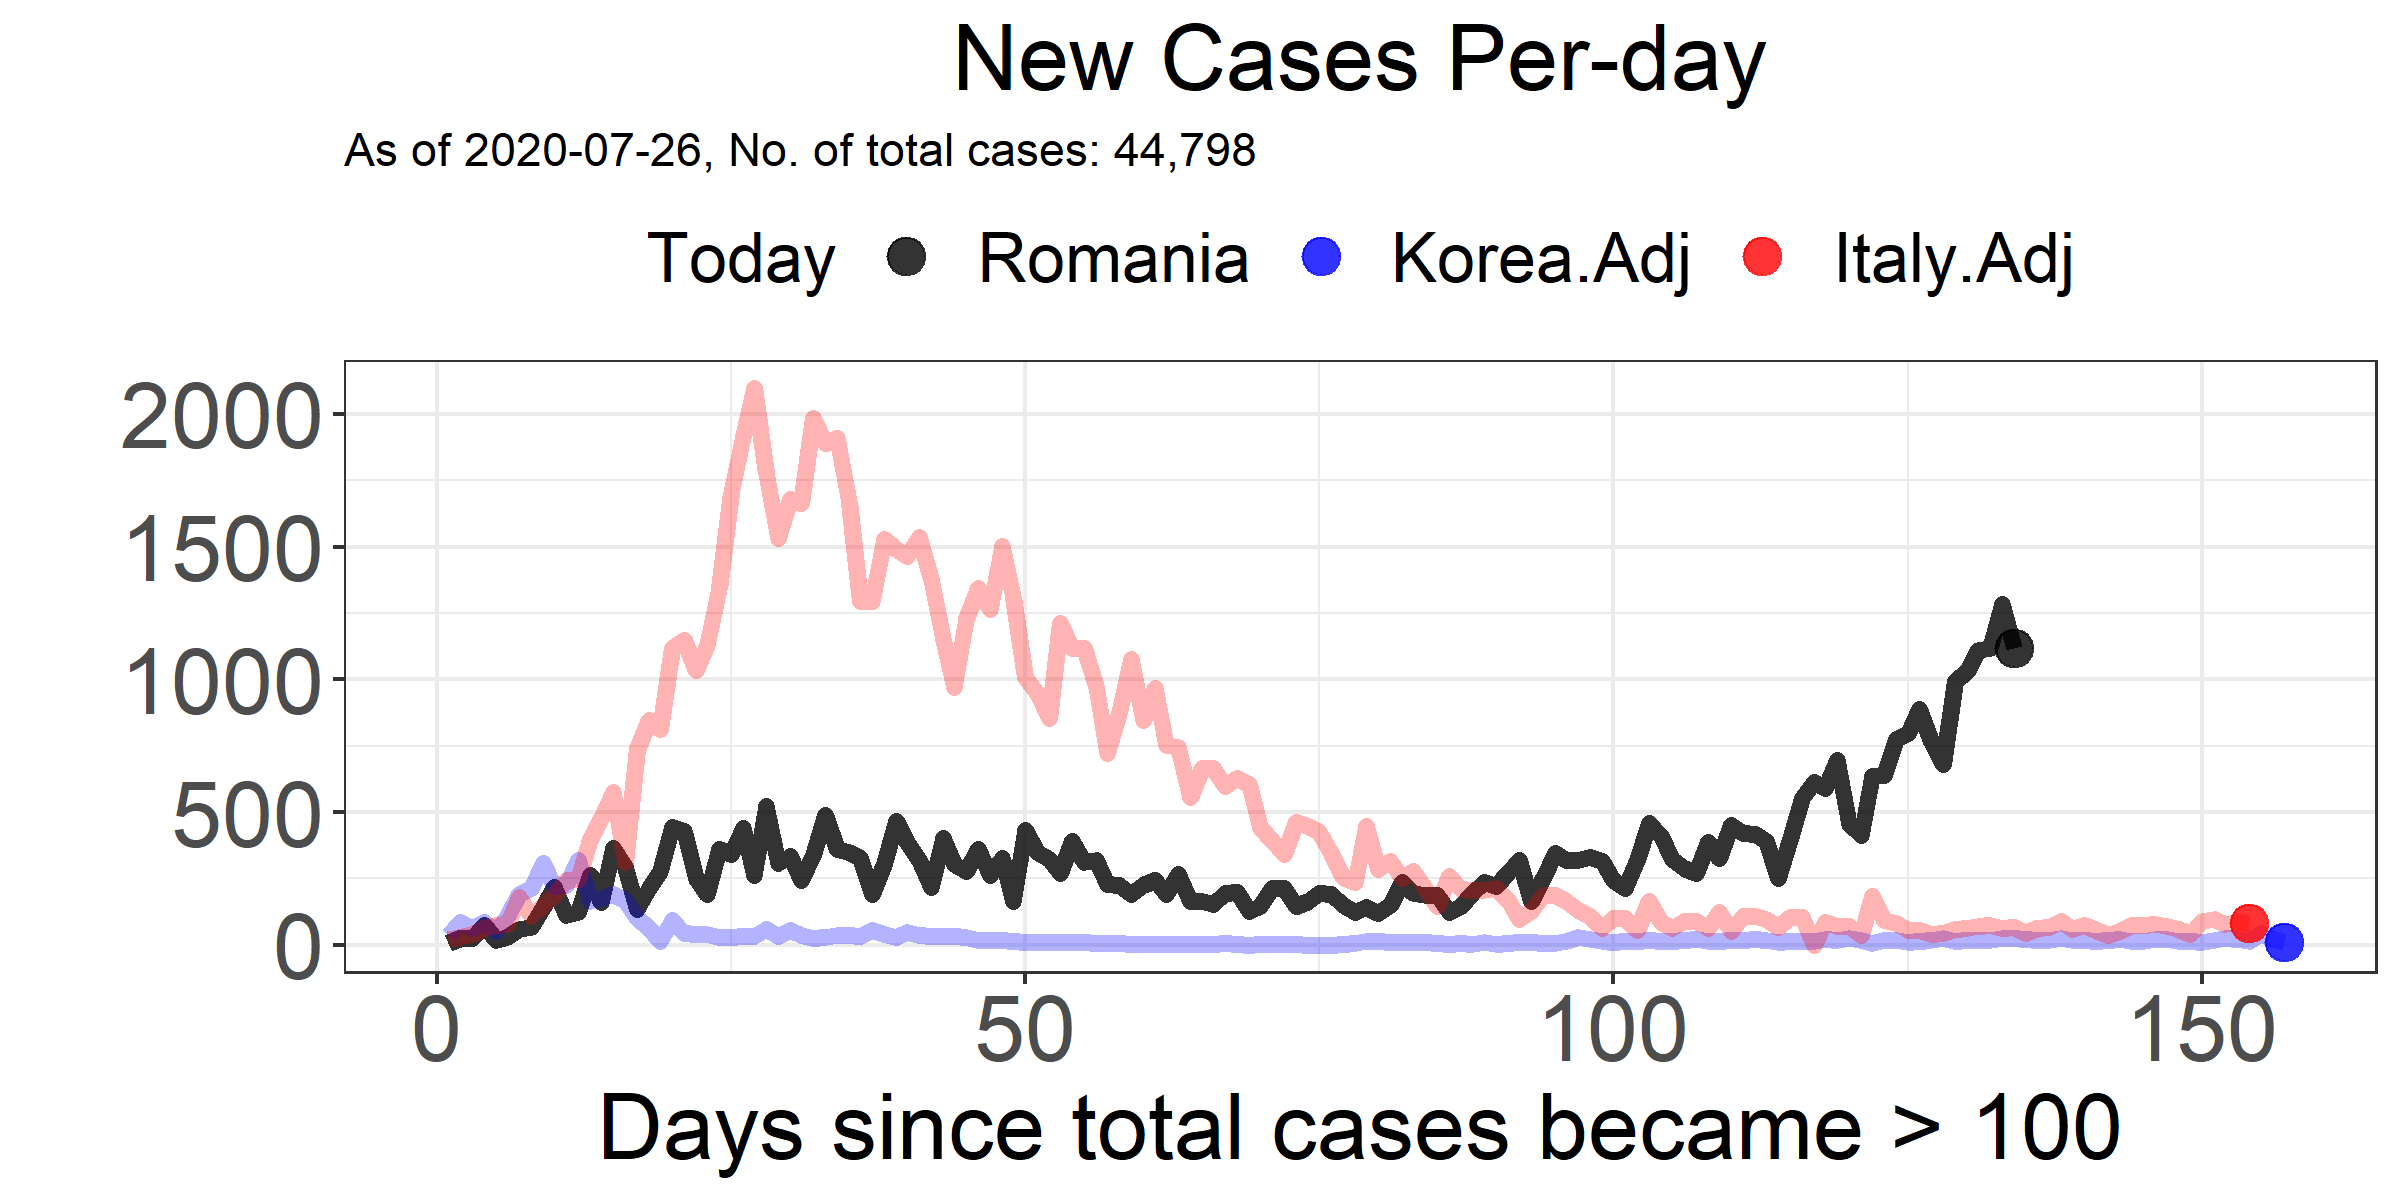 New Cases Per-day
As of 2020-07-26, No. of total cases: 44,798
Today Romania Korea.Adj Italy.Adj
2000
1500
1000
500
0
0 50 100 150
Days since total cases became > 100